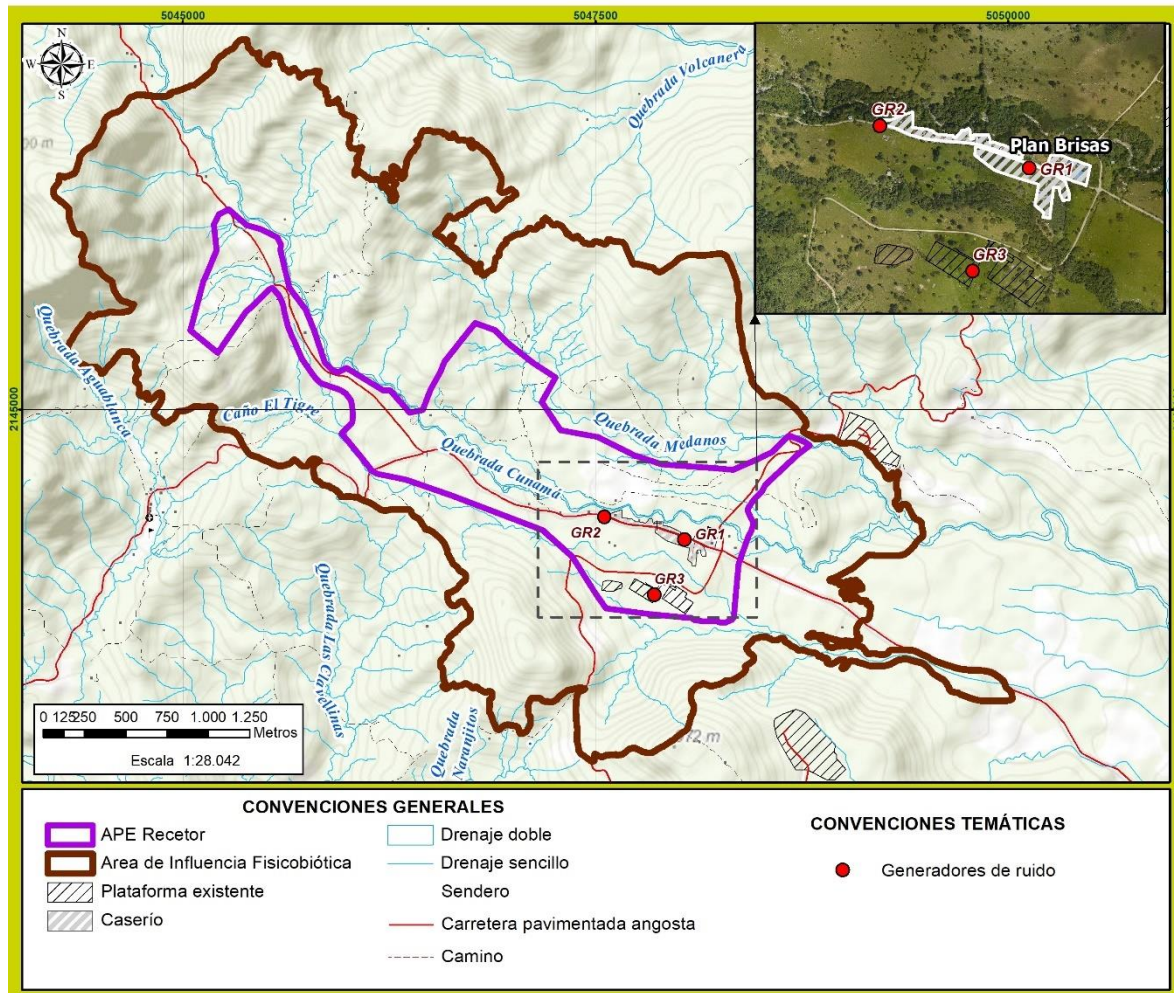 5045000
5047500
5050000
2145000
N
W E
S
Quebrada Volcanera
GR2
Plan Brisas
GR1
GR3
Quebrada Aguablanca
Caño El Tigre
Quebrada Medanos
Quebrada Cunamá
GR2
GR1
GR3
Quebrada Las Clavellinas
Quebrada
Naranjitos
0 125250 500 750 1.000 1.250
Metros
Escala 1:28.042
CONVENCIONES GENERALES
APE Recetor
Area de Influencia Fisicobiótica
Plataforma existente
Caserío
Drenaje doble
Drenaje sencillo
Sendero
Carretera pavimentada angosta
Camino
CONVENCIONES TEMÁTICAS
Generadores de ruido